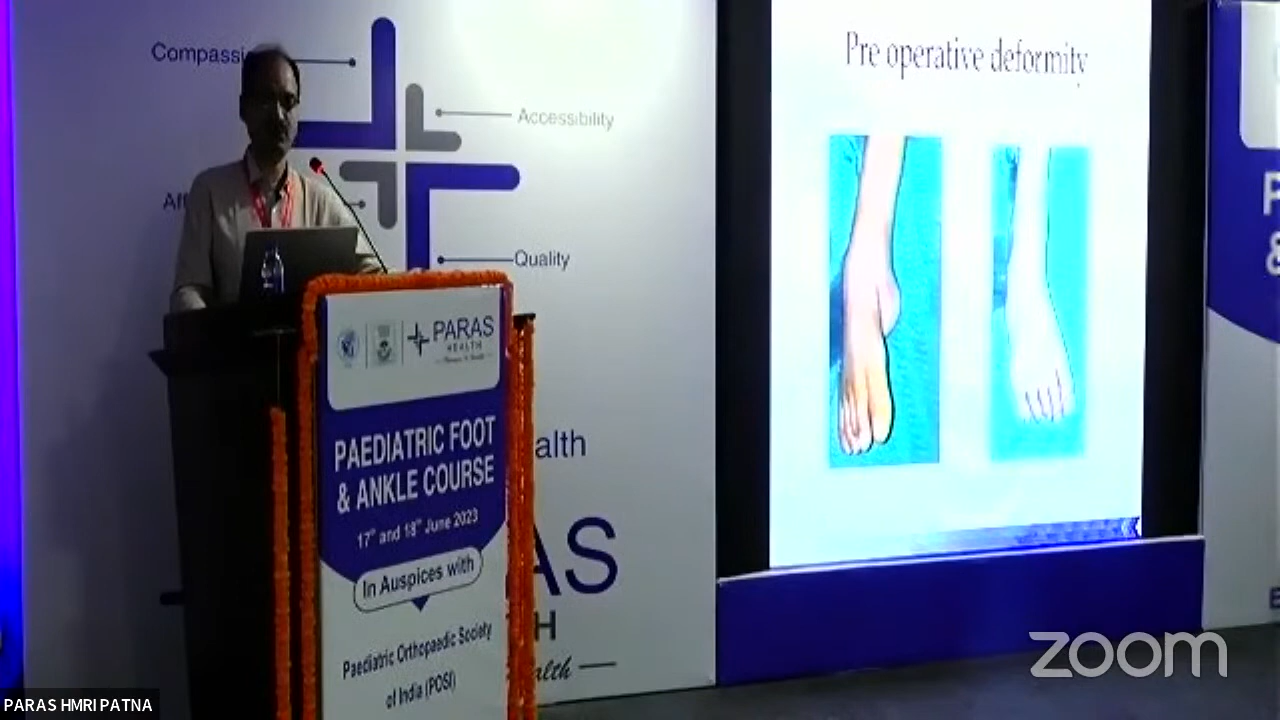 Compassi
Accessibility
Aff
Quality
Pre operative deformity
PARAS
HEALTH
PAEDIATRIC FOOT
& ANKLE COURSE
17th and 18th June 2023
In Auspices with
Paediatric Orthopaedic Society
of India (POSI)
alth
AS
H
ealth
P
&
zoom
PARAS HMRI PATNA